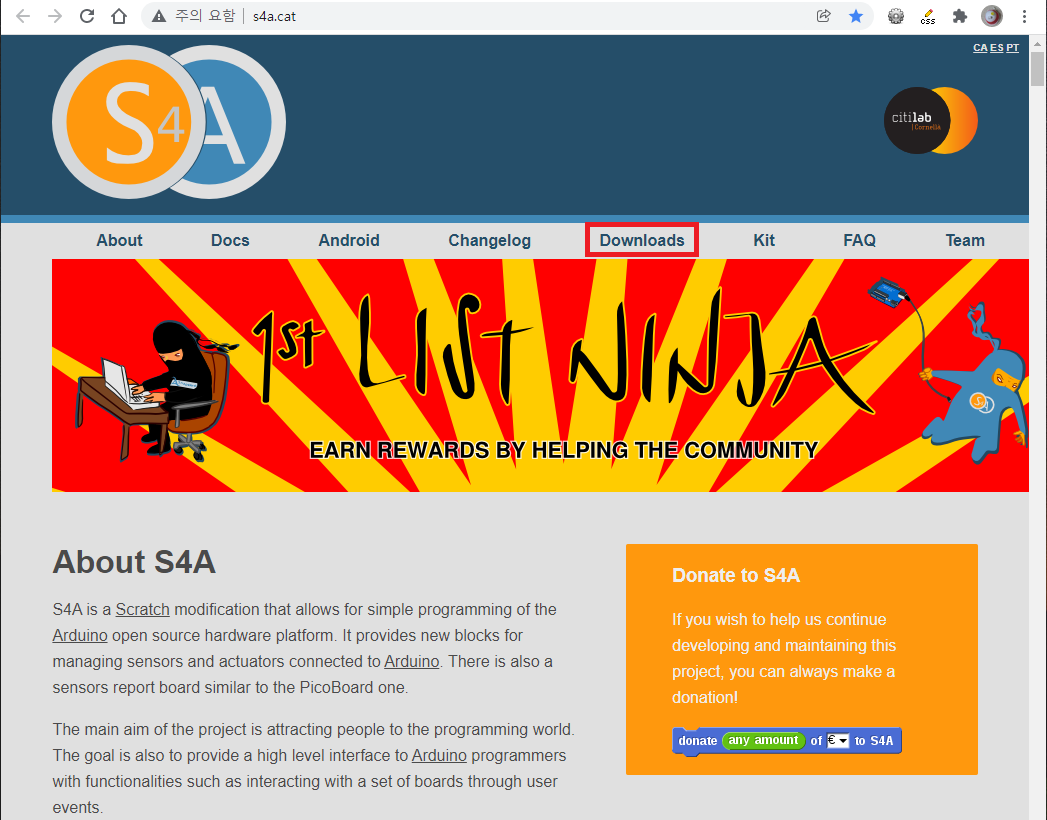 주의 요함 s4a.cat
css
CA ES PT
S4A
citilab
Cornellà
About Docs Android Changelog Downloads Kit FAQ Team
1st LIST NINJA
EARN REWARDS BY HELPING THE COMMUNITY
S4A
About S4A
S4A is a Scratch modification that allows for simple programming of the
Arduino open source hardware platform. It provides new blocks for
managing sensors and actuators connected to Arduino. There is also a
sensors report board similar to the PicoBoard one.
The main aim of the project is attracting people to the programming world.
The goal is also to provide a high level interface to Arduino programmers
with functionalities such as interacting with a set of boards through user
events.
Donate to S4A
If you wish to help us continue
developing and maintaining this
project, you can always make a
donation!
donate any amount of € to S4A